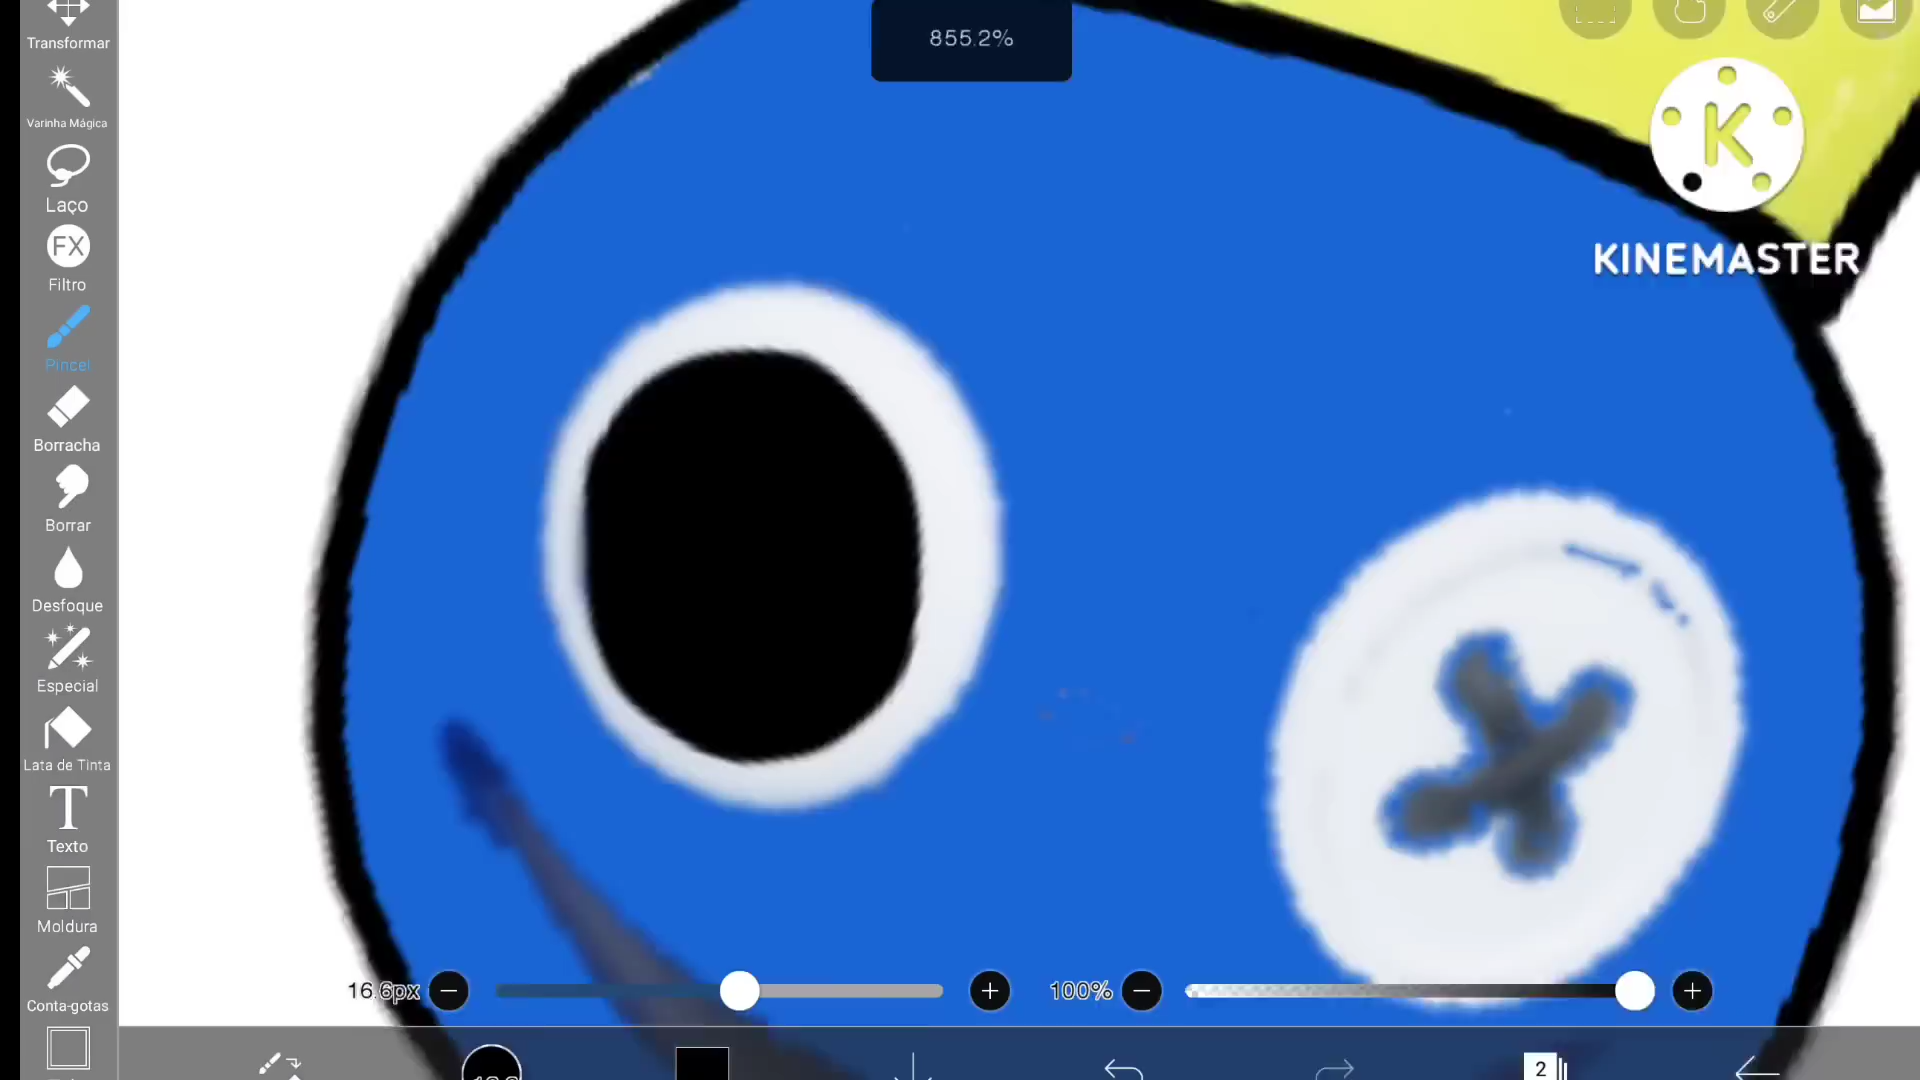 855.2%
Transformar
Varinha Mágica
Laço
FX
Filtro
Pincel
Borracha
Borrar
Desfoque
Especial
Lata de Tinta
T
Texto
Moldura
Conta-gotas
K
KINEMASTER
16.6px
100%
2